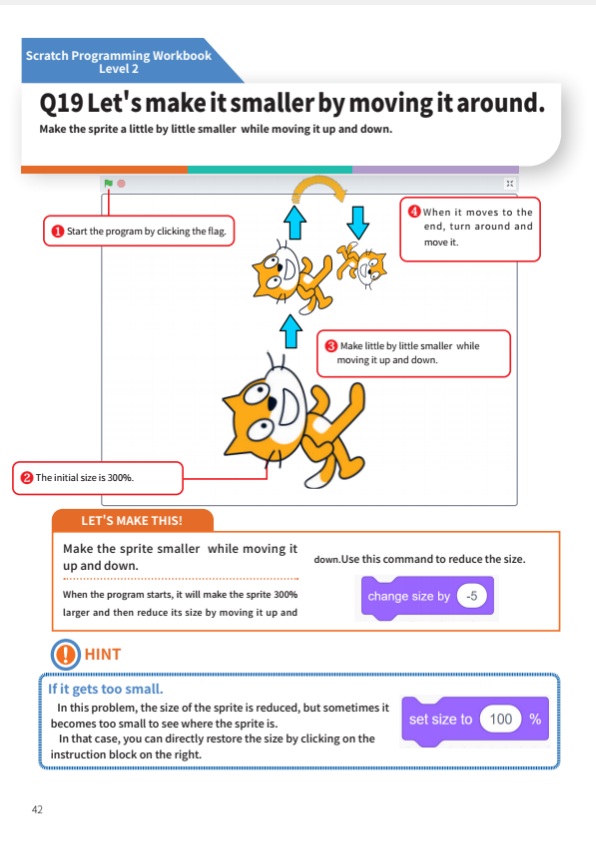 Scratch Programming Workbook
Level 2
Q19 Let's make it smaller by moving it around.
Make the sprite a little by little smaller while moving it up and down.
❶ Start the program by clicking the flag.
❹ When it moves to the
end, turn around and
move it.
❸ Make little by little smaller while
moving it up and down.
❷ The initial size is 300%.
LET'S MAKE THIS!
Make the sprite smaller while moving it
up and down.
When the program starts, it will make the sprite 300%
larger and then reduce its size by moving it up and
down.Use this command to reduce the size.
change size by -5
HINT
If it gets too small.
In this problem, the size of the sprite is reduced, but sometimes it
becomes too small to see where the sprite is.
In that case, you can directly restore the size by clicking on the
instruction block on the right.
set size to 100 %
42